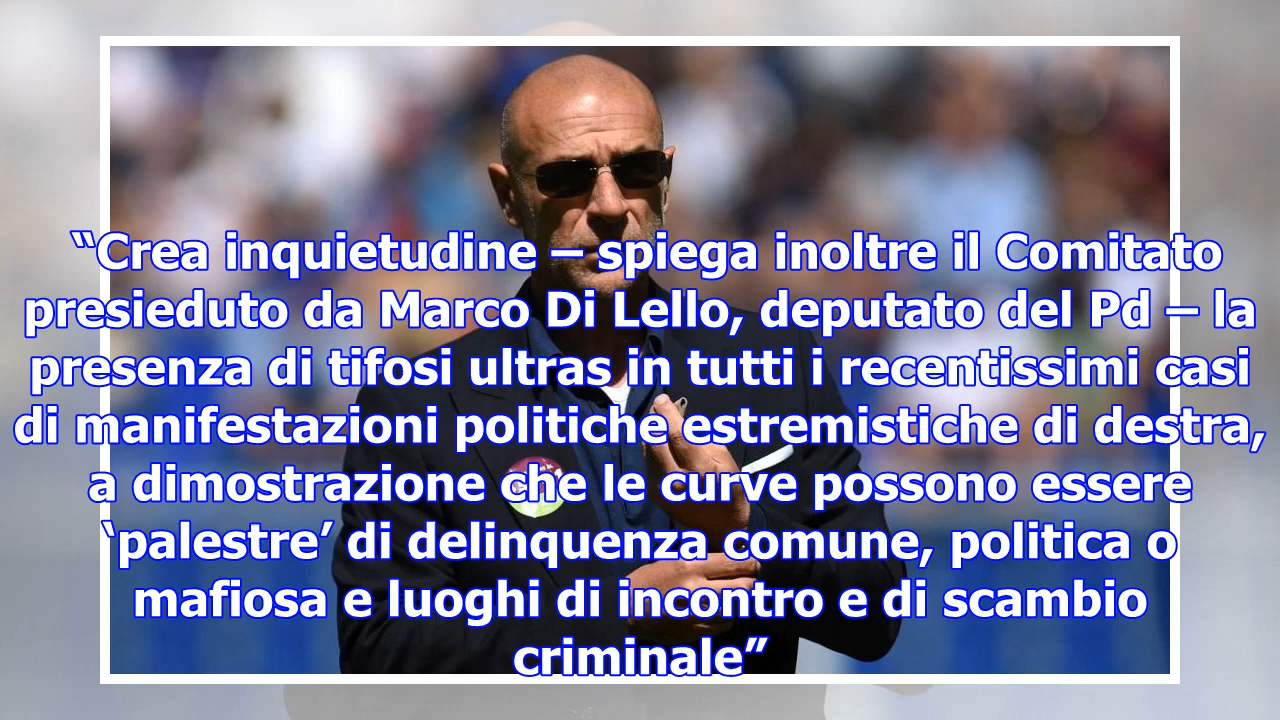 “Crea inquietudine – spiega inoltre il Comitato
presieduto da Marco Di Lello, deputato del Pd – la
presenza di tifosi ultras in tutti i recentissimi casi
di manifestazioni politiche estremistiche di destra,
a dimostrazione che le curve possono essere
‘palestre’ di delinquenza comune, politica o
mafiosa e luoghi di incontro e di scambio
criminale”